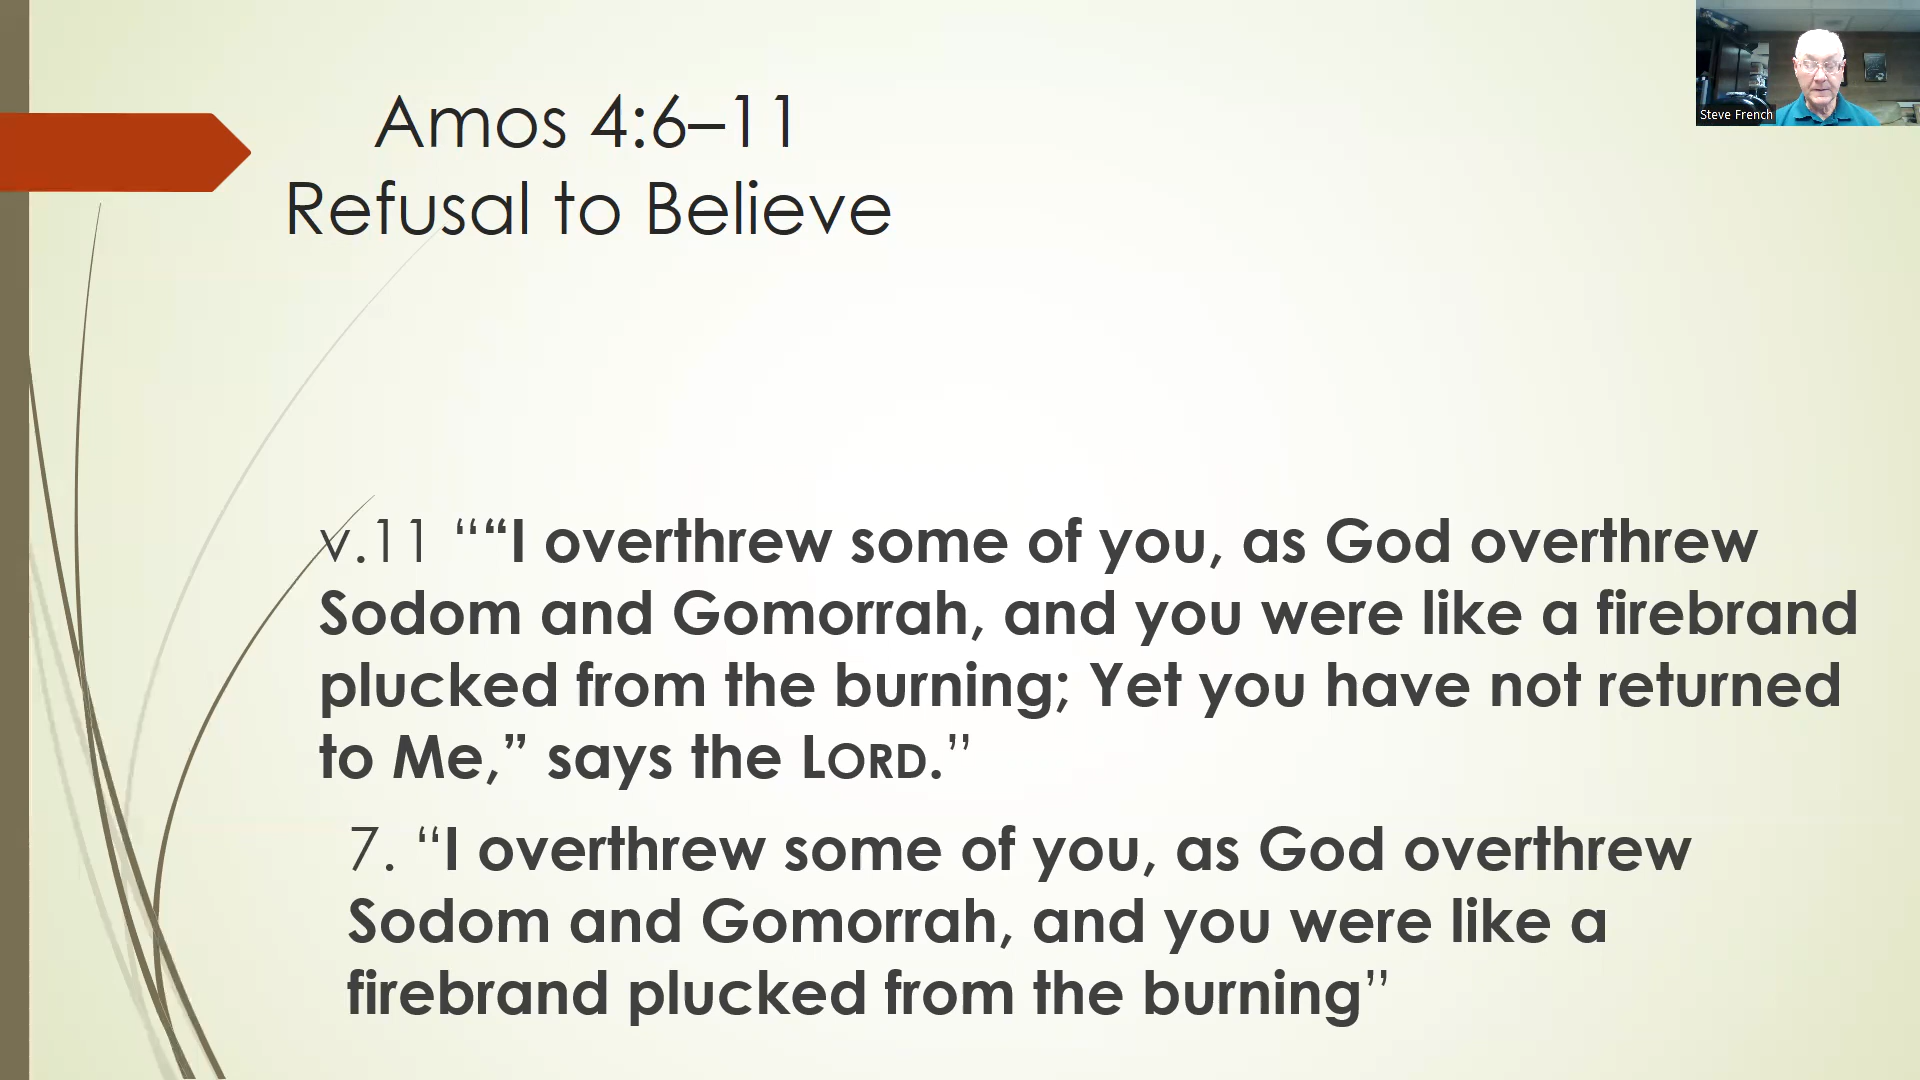 Amos 4:6–11
Refusal to Believe
Steve French
v.11 “““I overthrew some of you, as God overthrew
Sodom and Gomorrah, and you were like a firebrand
plucked from the burning; Yet you have not returned
to Me,” says the LORD.”
7. “I overthrew some of you, as God overthrew
Sodom and Gomorrah, and you were like a
firebrand plucked from the burning”